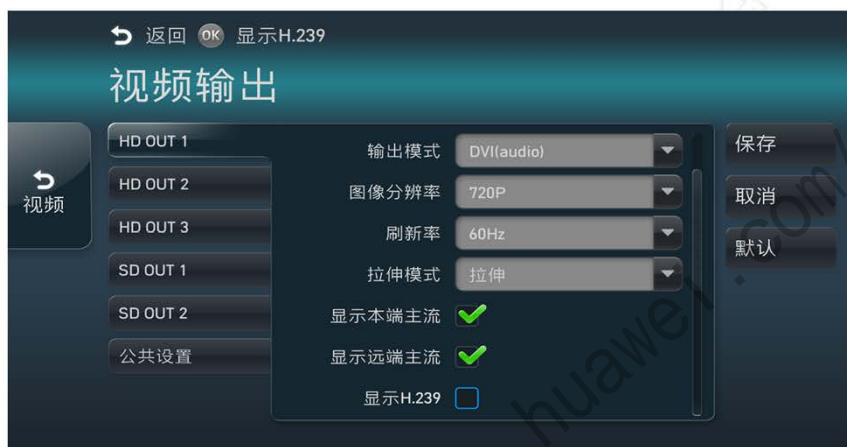 返回 OK 显示H.239
视频输出
视频
HD OUT 1
HD OUT 2
HD OUT 3
SD OUT 1
SD OUT 2
公共设置
输出模式 DVI(audio)
图像分辨率 720P
刷新率 60Hz
拉伸模式 拉伸
显示本端主流
显示远端主流
显示H.239
保存
取消
默认
huawei.com/